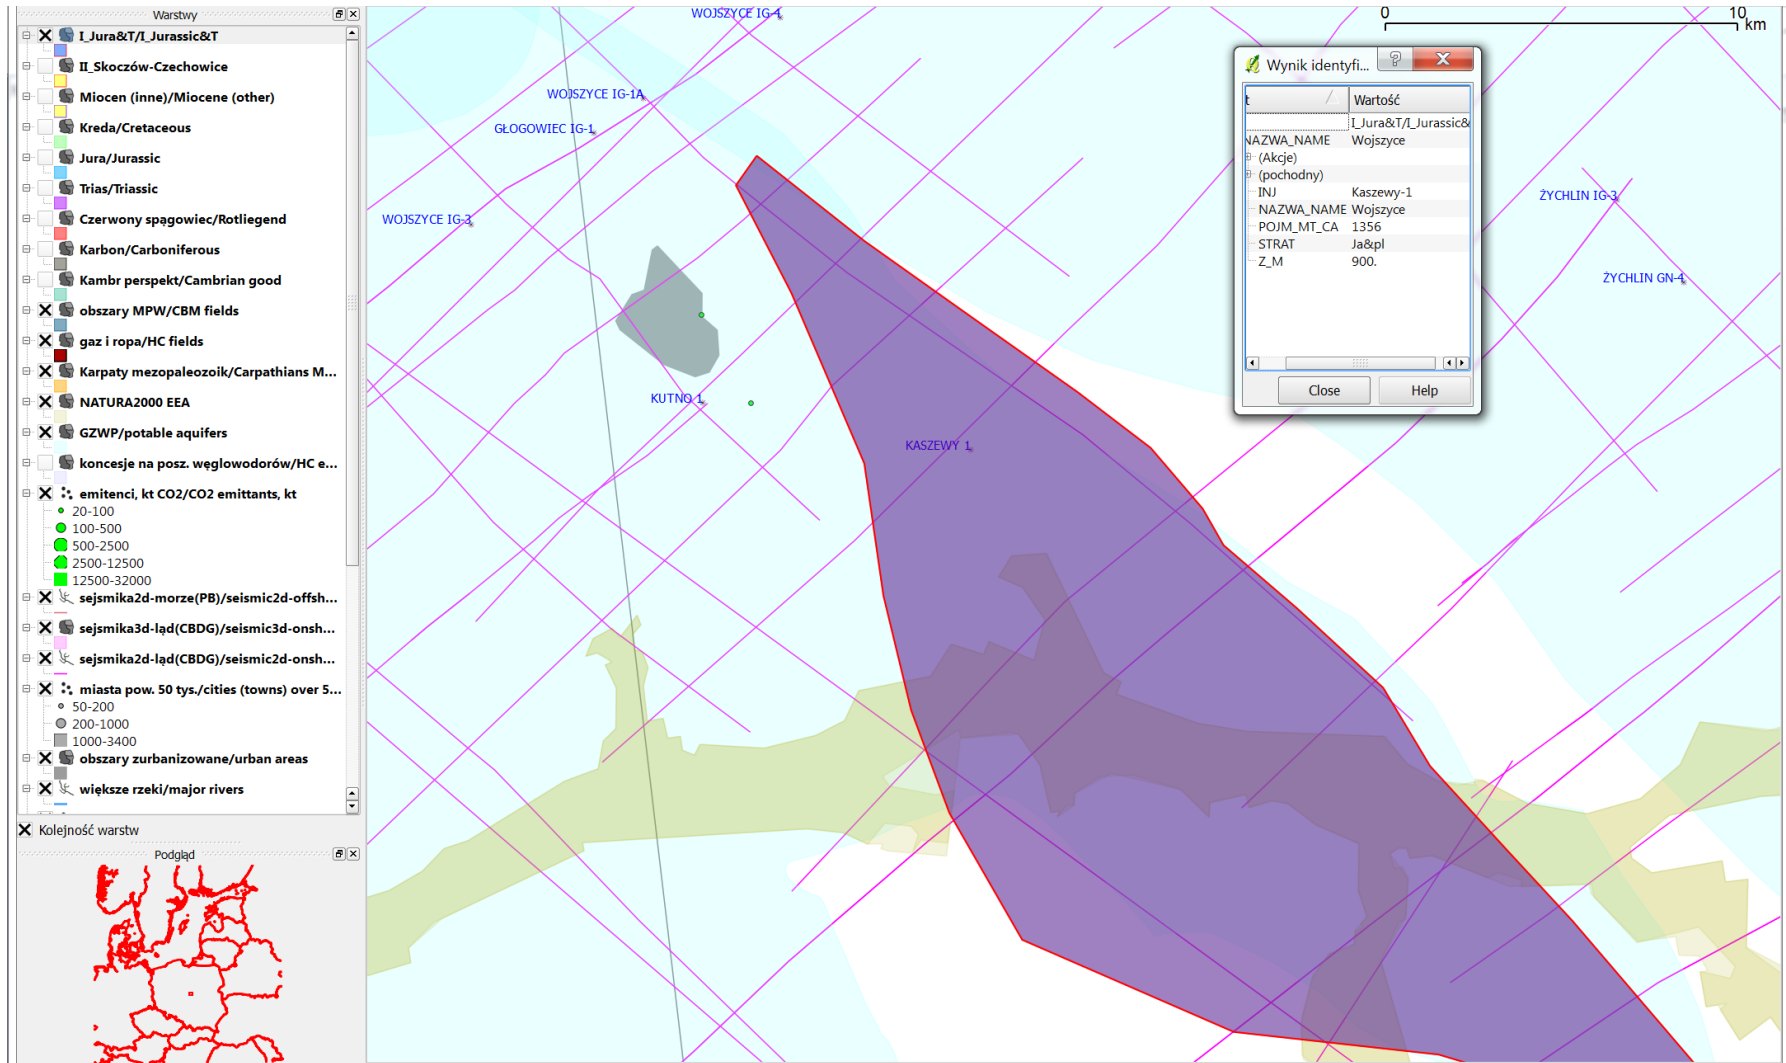 Warstwy
I_Jura&T/I_Jurassic&T
II_Skoczów-Czechowice
Miocen (inne)/Miocene (other)
Kreda/Cretaceous
Jura/Jurassic
Trias/Triassic
Czerwony spągowiec/Rotliegend
Karbon/Carboniferous
Kambr perspekt/Cambrian good
obszary MPW/CBM fields
gaz i ropa/HC fields
Karpaty mezopaleozoik/Carpathians M...
NATURA2000 EEA
GZWP/potable aquifers
koncesje na posz. węglowodorów/HC e...
emitenci, kt CO2/CO2 emittants, kt
20-100
100-500
500-2500
2500-12500
12500-32000
sejsmika2d-morze(PB)/seismic2d-offsh...
sejsmika3d-ląd(CBDG)/seismic3d-onsh...
sejsmika2d-ląd(CBDG)/seismic2d-onsh...
miasta pow. 50 tys./cities (towns) over 5...
50-200
200-1000
1000-3400
obszary zurbanizowane/urban areas
większe rzeki/major rivers
Kolejność warstw
Podgląd
WOJSZYCE IG-4
WOJSZYCE IG-1A
GŁOGOWIEC IG-1
WOJSZYCE IG-3
KUTNO 1
KASZEWY 1
ŻYCHLIN IG-3
ŻYCHLIN GN-4
0 10
km
Wynik identyfi...
t Wartość
I_Jura&T/I_Jurassic&
NAZWA_NAME Wojszyce
(Akcje)
(pochodny)
INJ Kaszewy-1
NAZWA_NAME Wojszyce
POJM_MT_CA 1356
STRAT Ja&pl
Z_M 900.
Close Help